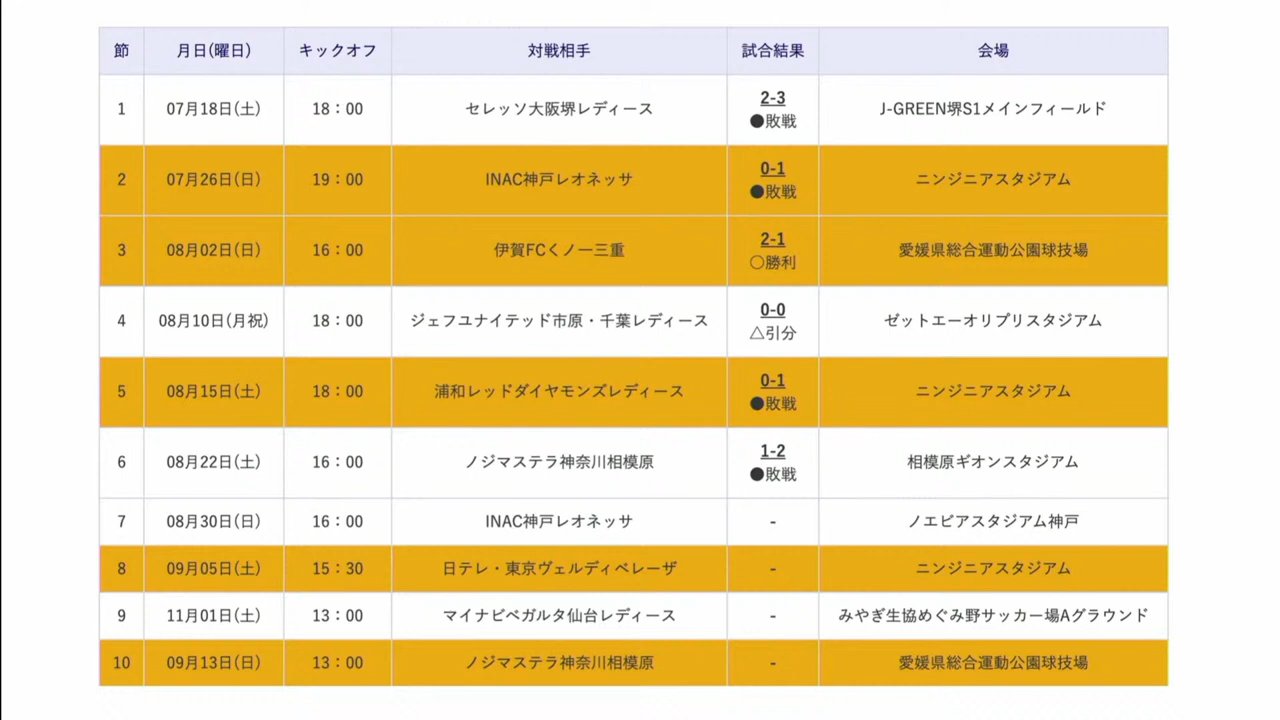 節 月日(曜日) キックオフ 対戦相手 試合結果 会場
1 07月18日(土) 18：00 セレッソ大阪堺レディース 2-3 ●敗戦 J-GREEN堺S1メインフィールド
2 07月26日(日) 19：00 INAC神戸レオネッサ 0-1 ●敗戦 ニンジニアスタジアム
3 08月02日(日) 16：00 伊賀FCくノ一三重 2-1 〇勝利 愛媛県総合運動公園球技場
4 08月10日(月祝) 18：00 ジェフユナイテッド市原・千葉レディース 0-0 △引分 ゼットエーオリプリスタジアム
5 08月15日(土) 18：00 浦和レッドダイヤモンズレディース 0-1 ●敗戦 ニンジニアスタジアム
6 08月22日(土) 16：00 ノジマステラ神奈川相模原 1-2 ●敗戦 相模原ギオンスタジアム
7 08月30日(日) 16：00 INAC神戸レオネッサ - ノエビアスタジアム神戸
8 09月05日(土) 15：30 日テレ・東京ヴェルディベレーザ - ニンジニアスタジアム
9 11月01日(土) 13：00 マイナビベガルタ仙台レディース - みやぎ生協めぐみ野サッカー場Aグラウンド
10 09月13日(日) 13：00 ノジマステラ神奈川相模原 - 愛媛県総合運動公園球技場